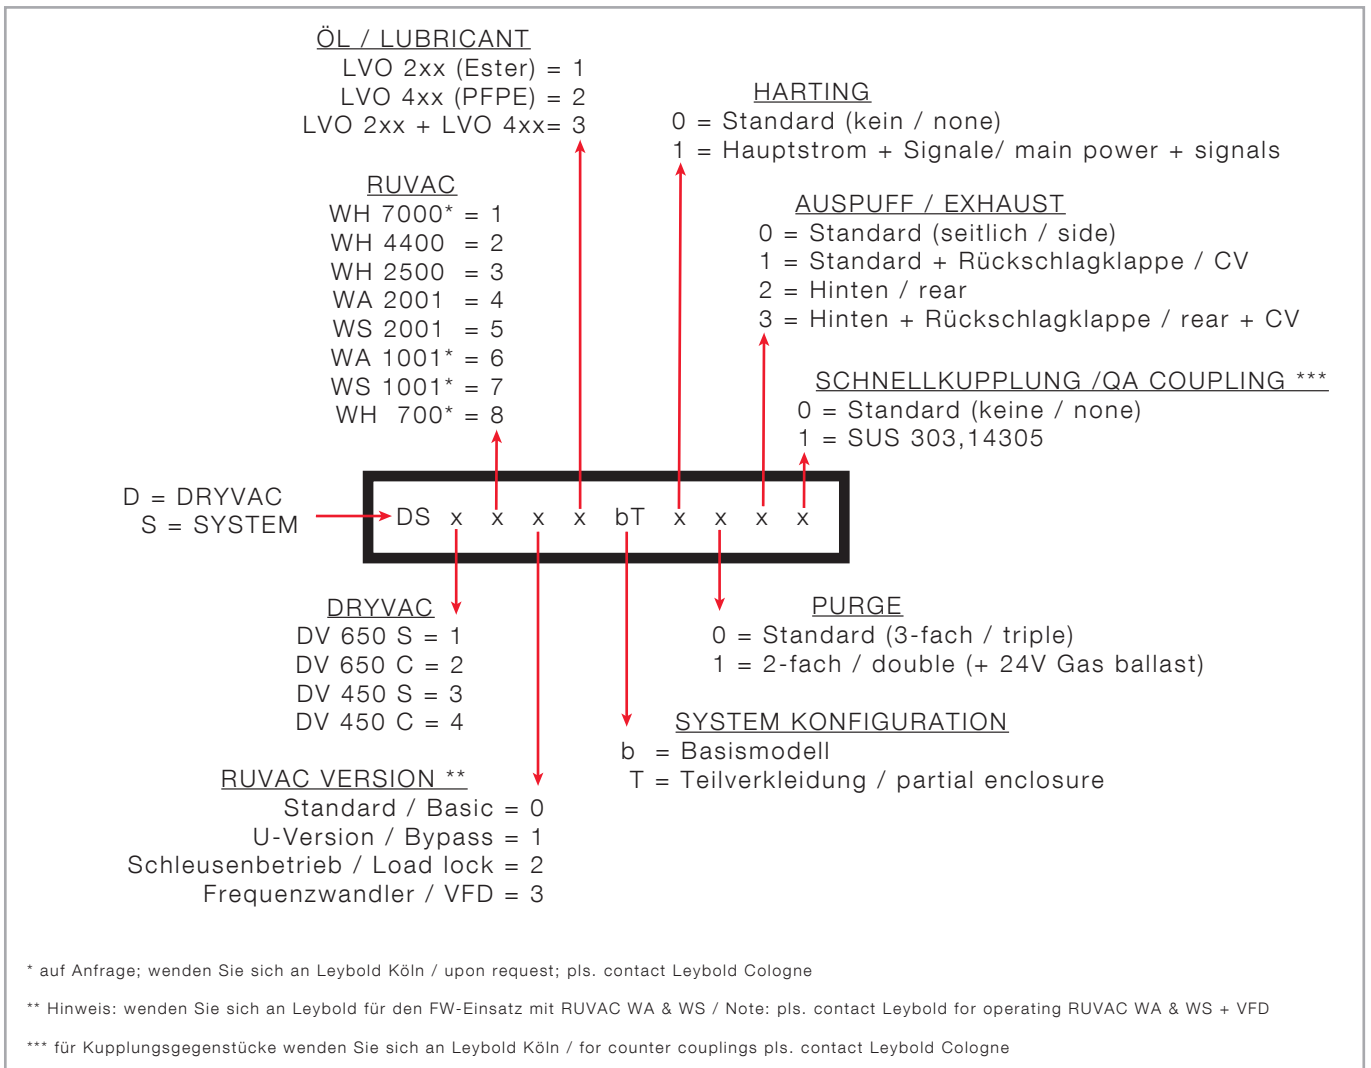 ÖL / LUBRICANT
LVO 2xx (Ester) = 1
LVO 4xx (PFPE) = 2
LVO 2xx + LVO 4xx= 3
HARTING
0 = Standard (kein / none)
1 = Hauptstrom + Signale/ main power + signals
RUVAC
WH 7000* = 1
WH 4400 = 2
WH 2500 = 3
WA 2001 = 4
WS 2001 = 5
WA 1001* = 6
WS 1001* = 7
WH 700* = 8
AUSPUFF / EXHAUST
0 = Standard (seitlich / side)
1 = Standard + Rückschlagklappe / CV
2 = Hinten / rear
3 = Hinten + Rückschlagklappe / rear + CV
SCHNELLKUPPLUNG /QA COUPLING ***
0 = Standard (keine / none)
1 = SUS 303,14305
D = DRYVAC
S = SYSTEM
DS x x x x bT x x x x
DRYVAC
DV 650 S = 1
DV 650 C = 2
DV 450 S = 3
DV 450 C = 4
PURGE
0 = Standard (3-fach / triple)
1 = 2-fach / double (+ 24V Gas ballast)
SYSTEM KONFIGURATION
b = Basismodell
T = Teilverkleidung / partial enclosure
RUVAC VERSION **
Standard / Basic = 0
U-Version / Bypass = 1
Schleusenbetrieb / Load lock = 2
Frequenzwandler / VFD = 3
* auf Anfrage; wenden Sie sich an Leybold Köln / upon request; pls. contact Leybold Cologne
** Hinweis: wenden Sie sich an Leybold für den FW-Einsatz mit RUVAC WA & WS / Note: pls. contact Leybold for operating RUVAC WA & WS + VFD
*** für Kupplungsgegenstücke wenden Sie sich an Leybold Köln / for counter couplings pls. contact Leybold Cologne